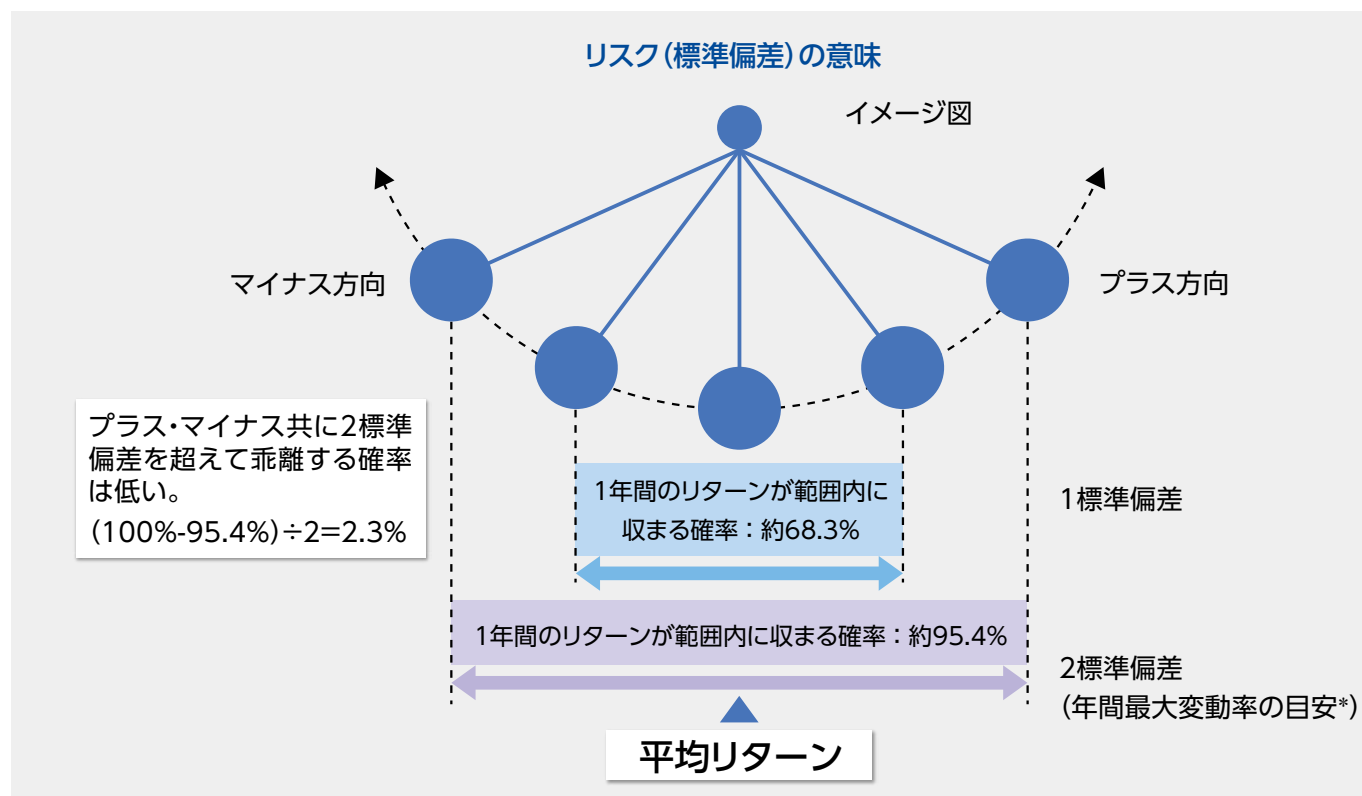 リスク(標準偏差)の意味
イメージ図
マイナス方向
プラス方向
プラス・マイナス共に2標準
偏差を超えて乖離する確率
は低い。
(100%-95.4%)÷2=2.3%
1年間のリターンが範囲内に
収まる確率：約68.3%
1標準偏差
1年間のリターンが範囲内に収まる確率：約95.4%
2標準偏差
(年間最大変動率の目安*)
平均リターン